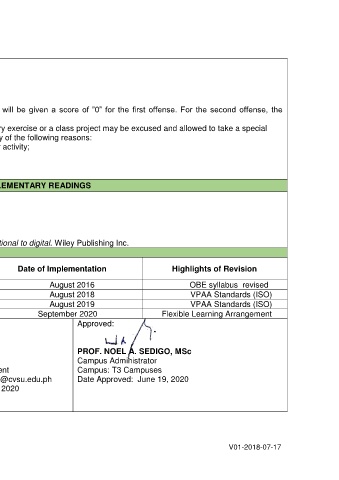 will be given a score of "0" for the first offense. For the second offense, the
ry exercise or a class project may be excused and allowed to take a special
y of the following reasons:
activity;
LEMENTARY READINGS
tional to digital. Wiley Publishing Inc.
Date of Implementation Highlights of Revision
August 2016 OBE syllabus revised
August 2018 VPAA Standards (ISO)
August 2019 VPAA Standards (ISO)
September 2020 Flexible Learning Arrangement
Approved:
PROF. NOEL A. SEDIGO, MSc
Campus Administrator
ent Campus: T3 Campuses
@cvsu.edu.ph Date Approved: June 19, 2020
2020
V01-2018-07-17